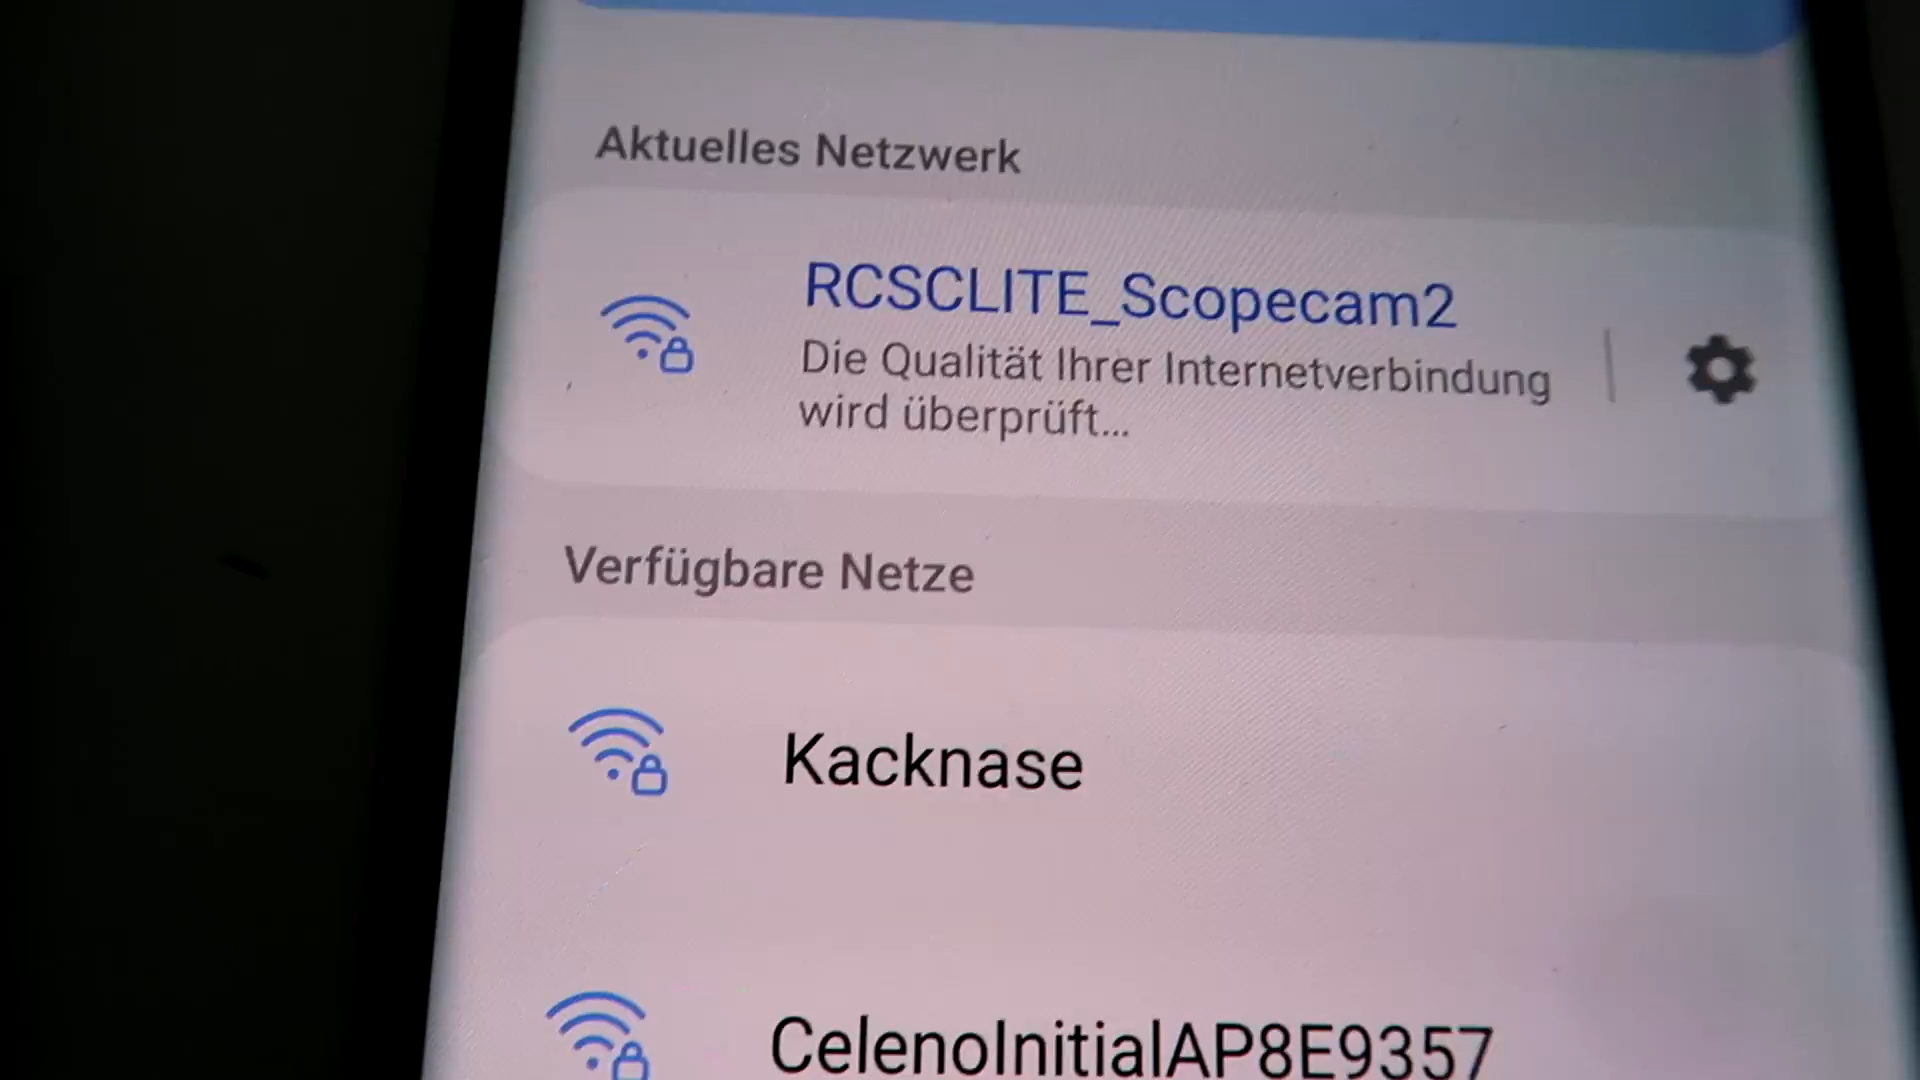 Aktuelles Netzwerk
RCSCLITE_Scopecam2
Die Qualität Ihrer Internetverbindung
wird überprüft...
Verfügbare Netze
Kacknase
CelenoInitialAP8E9357